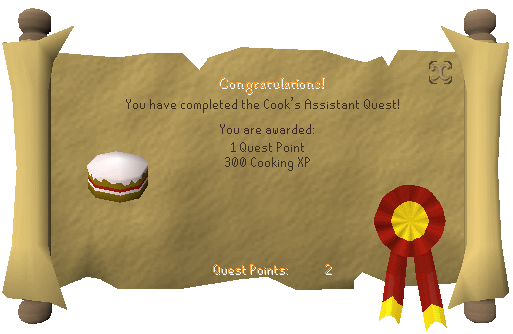 Congratulations!
You have completed the Cook's Assistant Quest!
You are awarded:
1 Quest Point
300 Cooking XP
Quest Points: 2